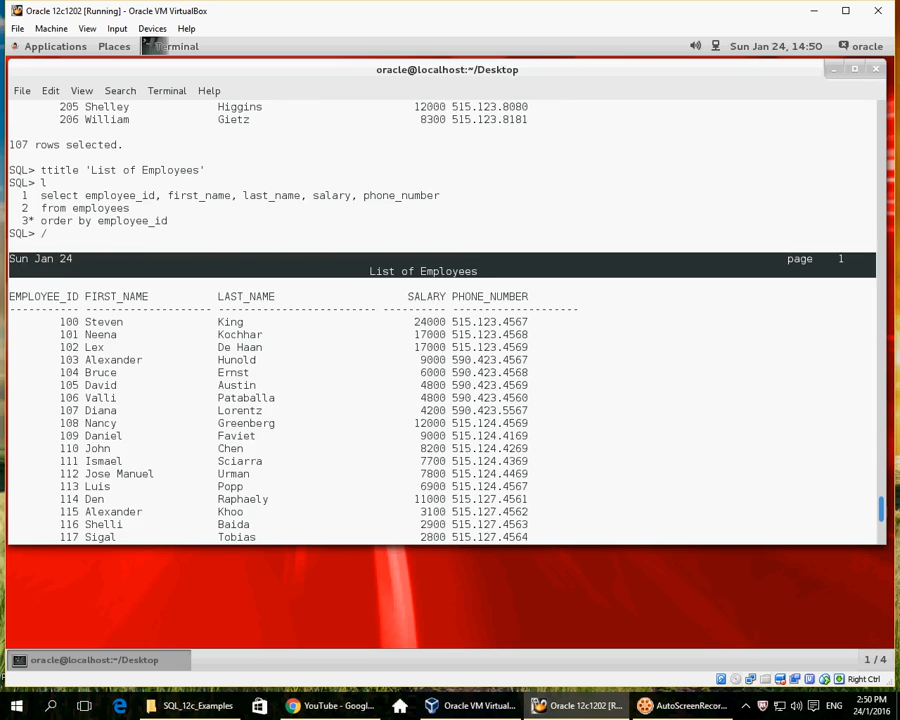 Oracle 12c1202 [Running] - Oracle VM VirtualBox
File Machine View Input Devices Help
Applications Places Terminal Sun Jan 24, 14:50 oracle
oracle@localhost:~/Desktop
File Edit View Search Terminal Help
205 Shelley Higgins 12000 515.123.8080
206 William Gietz 8300 515.123.8181
107 rows selected.
SQL> ttitle 'List of Employees'
SQL> l
1 select employee_id, first_name, last_name, salary, phone_number
2 from employees
3* order by employee_id
SQL> /
Sun Jan 24 page 1
List of Employees
EMPLOYEE_ID FIRST_NAME LAST_NAME SALARY PHONE_NUMBER
----------- -------------------- ------------------------- ---------- --------------------
100 Steven King 24000 515.123.4567
101 Neena Kochhar 17000 515.123.4568
102 Lex De Haan 17000 515.123.4569
103 Alexander Hunold 9000 590.423.4567
104 Bruce Ernst 6000 590.423.4568
105 David Austin 4800 590.423.4569
106 Valli Pataballa 4800 590.423.4560
107 Diana Lorentz 4200 590.423.5567
108 Nancy Greenberg 12000 515.124.4569
109 Daniel Faviet 9000 515.124.4169
110 John Chen 8200 515.124.4269
111 Ismael Sciarra 7700 515.124.4369
112 Jose Manuel Urman 7800 515.124.4469
113 Luis Popp 6900 515.124.4567
114 Den Raphaely 11000 515.127.4561
115 Alexander Khoo 3100 515.127.4562
116 Shelli Baida 2900 515.127.4563
117 Sigal Tobias 2800 515.127.4564
oracle@localhost:~/Desktop 1 / 4
Right Ctrl
SQL_12c_Examples YouTube - Googl... Oracle VM Virtual... Oracle 12c1202 [R... AutoScreenRecor... 2:50 PM
24/1/2016